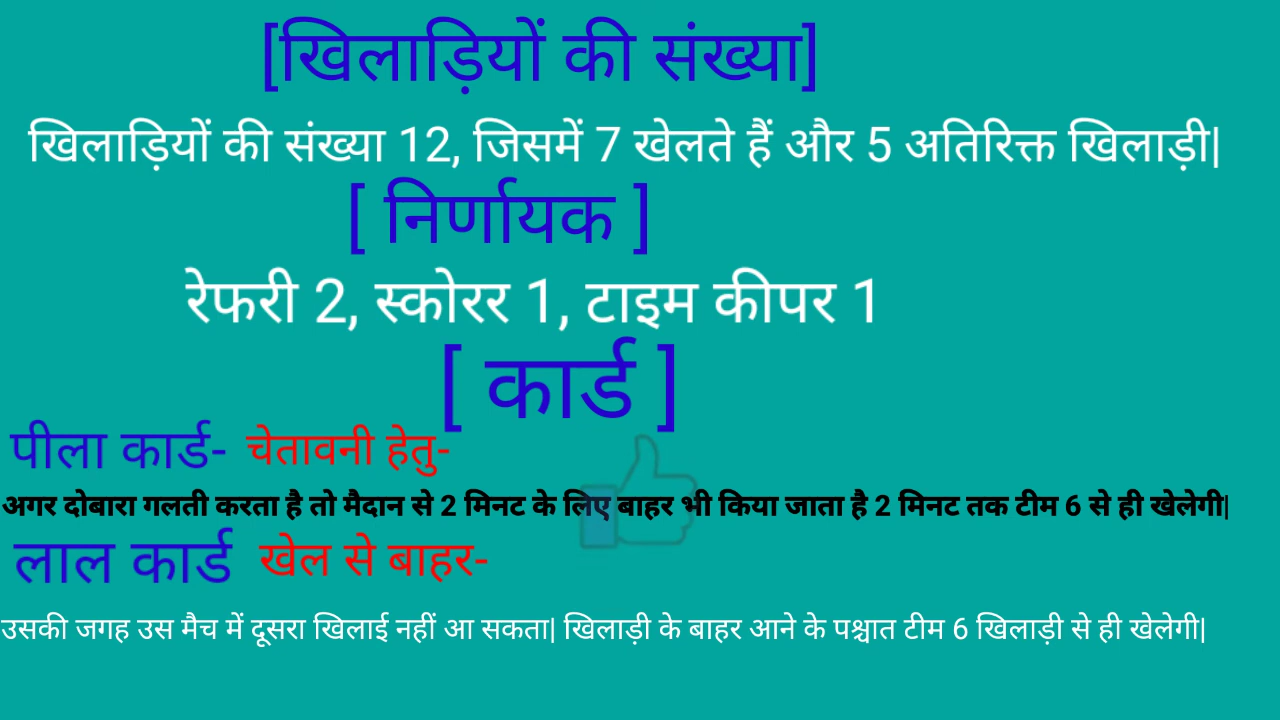 [खिलाड़ियों की संख्या]
खिलाड़ियों की संख्या 12, जिसमें 7 खेलते हैं और 5 अतिरिक्त खिलाड़ी|
[ निर्णायक ]
रेफरी 2, स्कोरर 1, टाइम कीपर 1
[ कार्ड ]
पीला कार्ड- चेतावनी हेतु-
अगर दोबारा गलती करता है तो मैदान से 2 मिनट के लिए बाहर भी किया जाता है 2 मिनट तक टीम 6 से ही खेलेगी|
लाल कार्ड खेल से बाहर-
उसकी जगह उस मैच में दूसरा खिलाई नहीं आ सकता| खिलाड़ी के बाहर आने के पश्चात टीम 6 खिलाड़ी से ही खेलेगी|